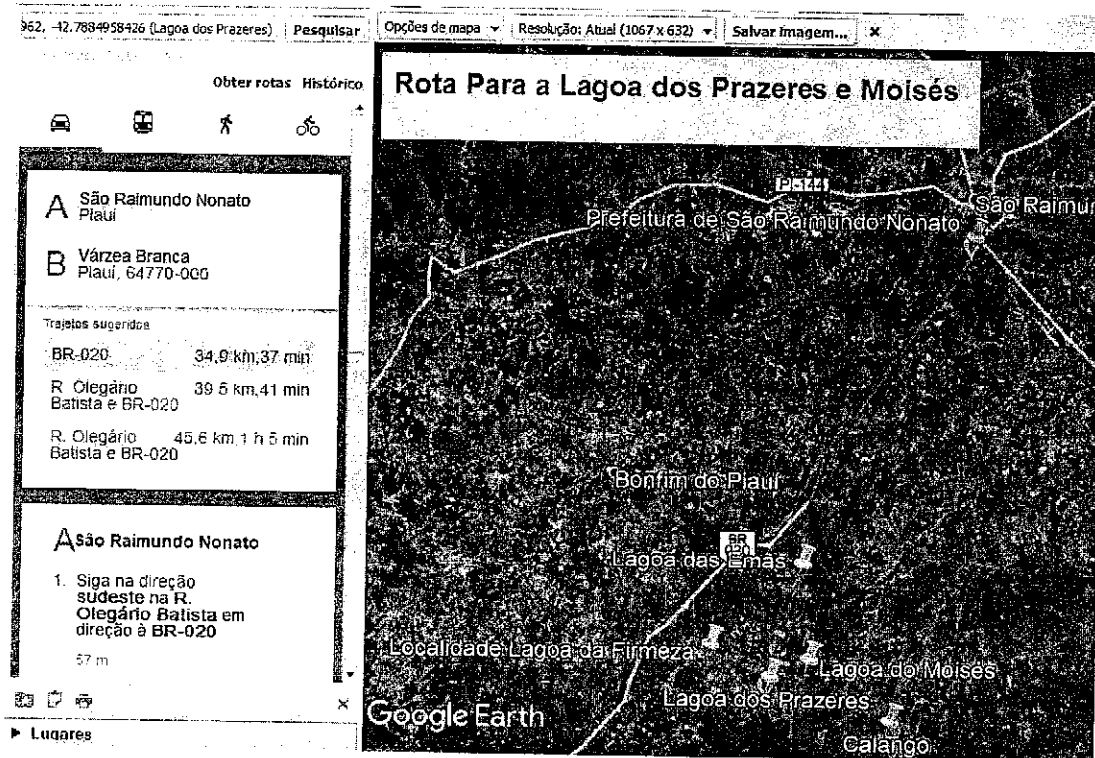 962, -42.7884958426 (Lagoa dos Prazeres) Pesquisar
Opções de mapa Resolução: Atual (1067 x 632) Salvar imagem... x
Obter rotas Histórico
A São Raimundo Nonato
Piauí
B Várzea Branca
Piauí, 64770-000
Trajetos sugeridos
BR-020 34,9 km, 37 min
R. Olegário 39,5 km, 41 min
Batista e BR-020
R. Olegário 45,6 km, 1 h 5 min
Batista e BR-020
A São Raimundo Nonato
1. Siga na direção
sudeste na R.
Olegário Batista em
direção à BR-020
57 m
Lugares
Rota Para a Lagoa dos Prazeres e Moisés
PI-144
São Raimun
Prefeitura de São Raimundo Nonato
Bonfim do Piauí
BR
020
Lagoa das Emas
Localidade Lagoa da Firmeza
Lagoa do Moisés
Lagoa dos Prazeres
Google Earth
Calango